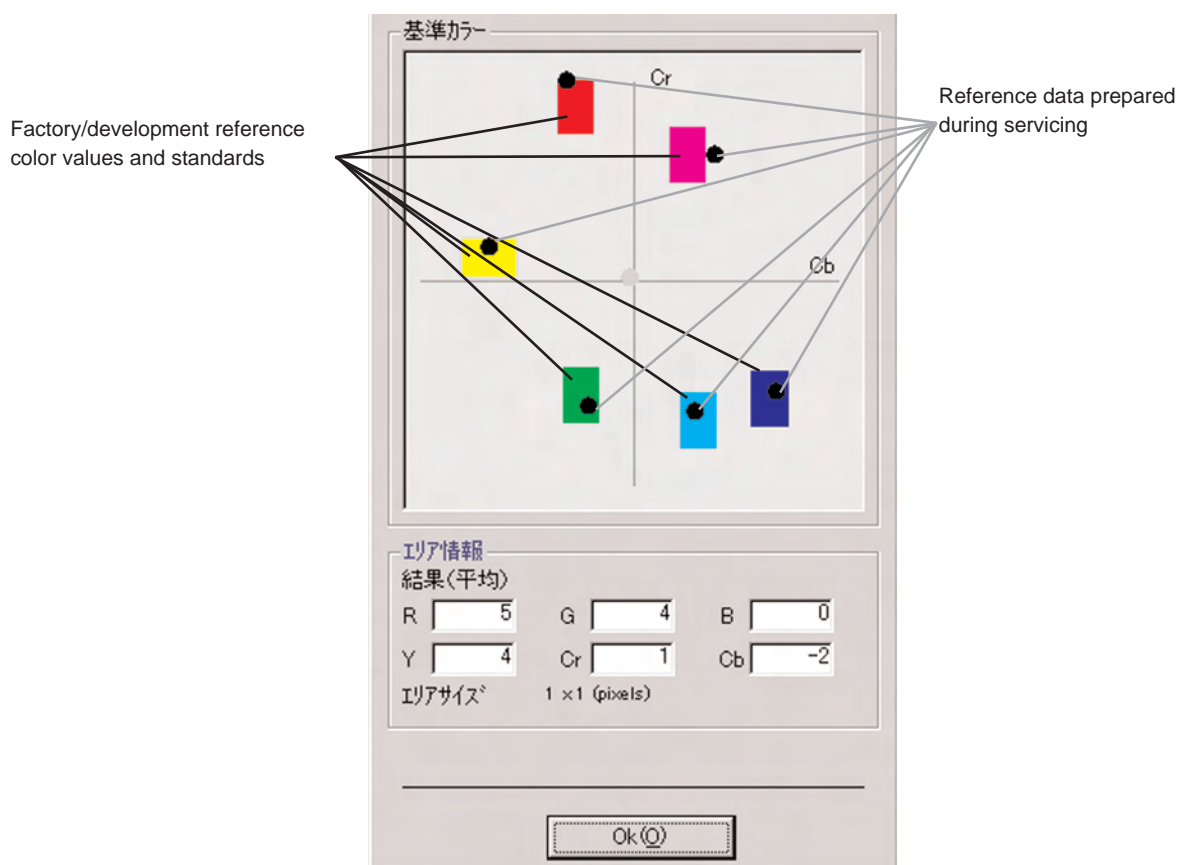 基準カラー
Cr
Reference data prepared
during servicing
Factory/development reference
color values and standards
Cb
エリア情報
結果(平均)
R 5 G 4 B 0
Y 4 Cr 1 Cb -2
エリアサイズ 1 ×1 (pixels)
Ok(O)